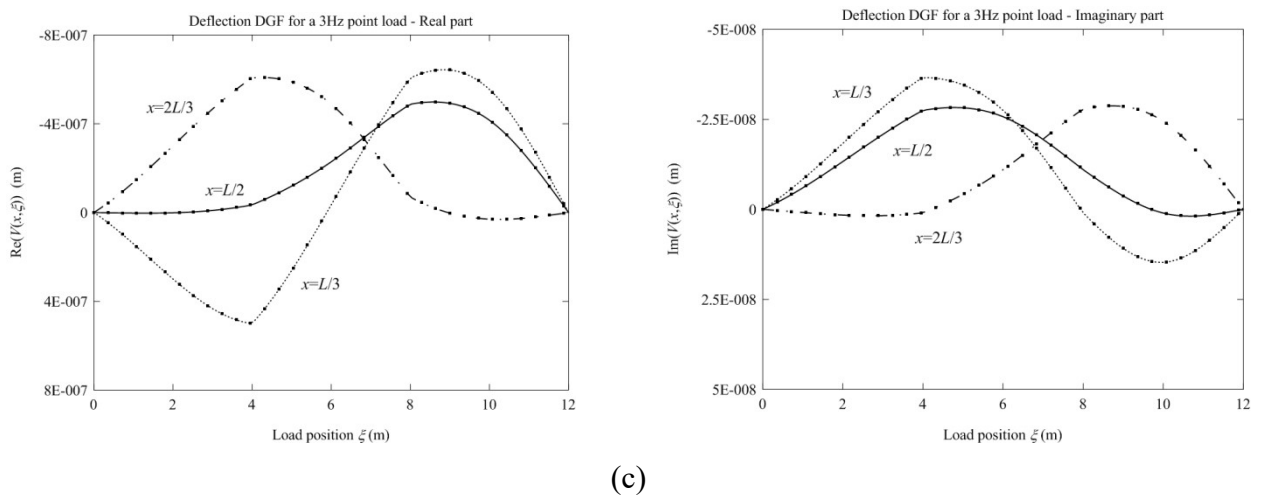 Deflection DGF for a 3Hz point load - Real part
-8E-007
-4E-007
0
4E-007
8E-007
Re(V(x,ξ)) (m)
x=2L/3
x=L/2
x=L/3
0 2 4 6 8 10 12
Load position ξ (m)
Deflection DGF for a 3Hz point load - Imaginary part
-5E-008
-2.5E-008
0
2.5E-008
5E-008
Im(V(x,ξ)) (m)
x=L/3
x=L/2
x=2L/3
0 2 4 6 8 10 12
Load position ξ (m)
(c)